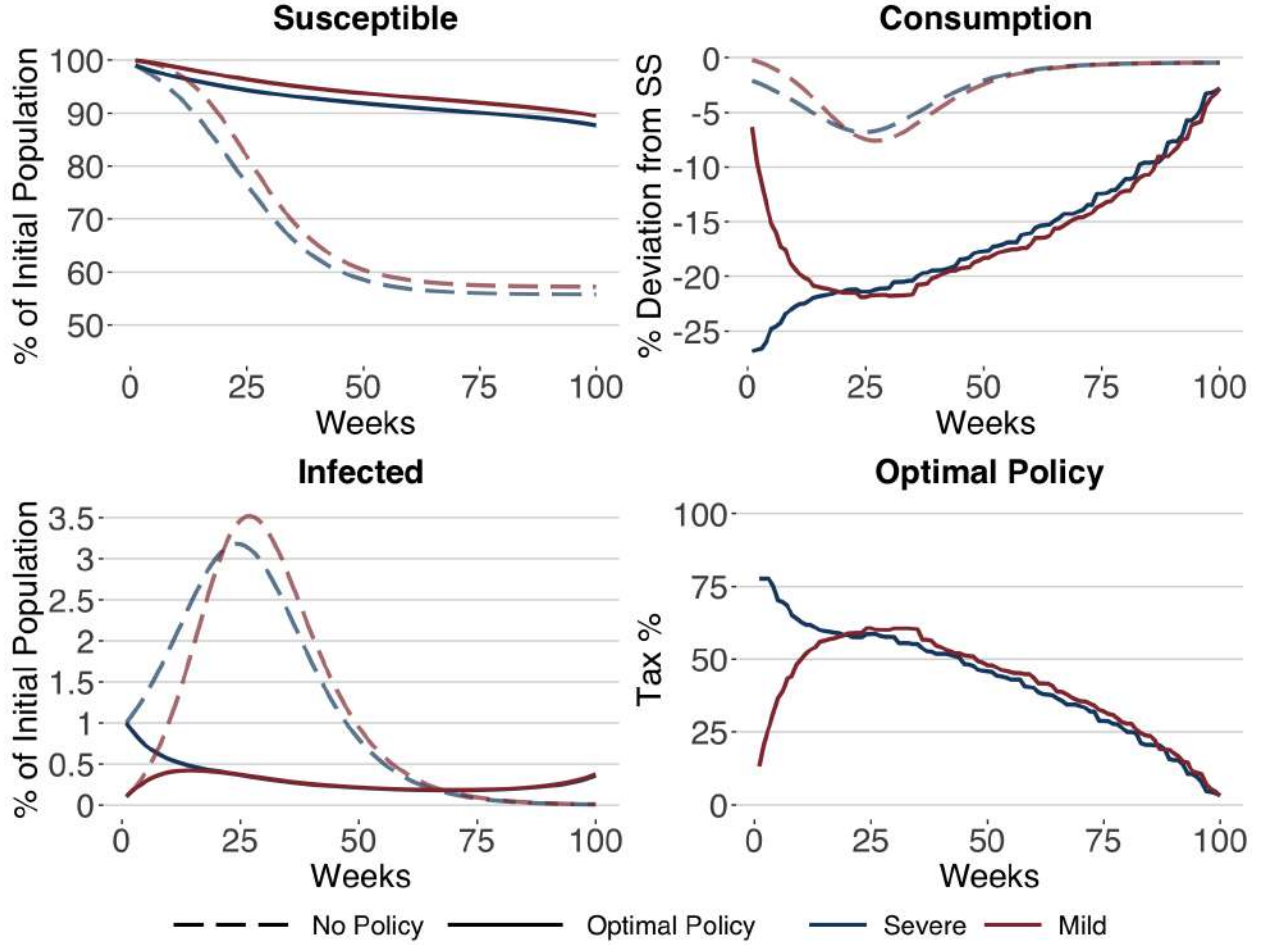 Susceptible
% of Initial Population
100
90
80
70
60
50
0 25 50 75 100
Weeks
Consumption
% Deviation from SS
0
-5
-10
-15
-20
-25
0 25 50 75 100
Weeks
Infected
% of Initial Population
3.5
3
2.5
2
1.5
1
0.5
0
0 25 50 75 100
Weeks
Optimal Policy
Tax %
100
75
50
25
0
0 25 50 75 100
Weeks
No Policy Optimal Policy Severe Mild